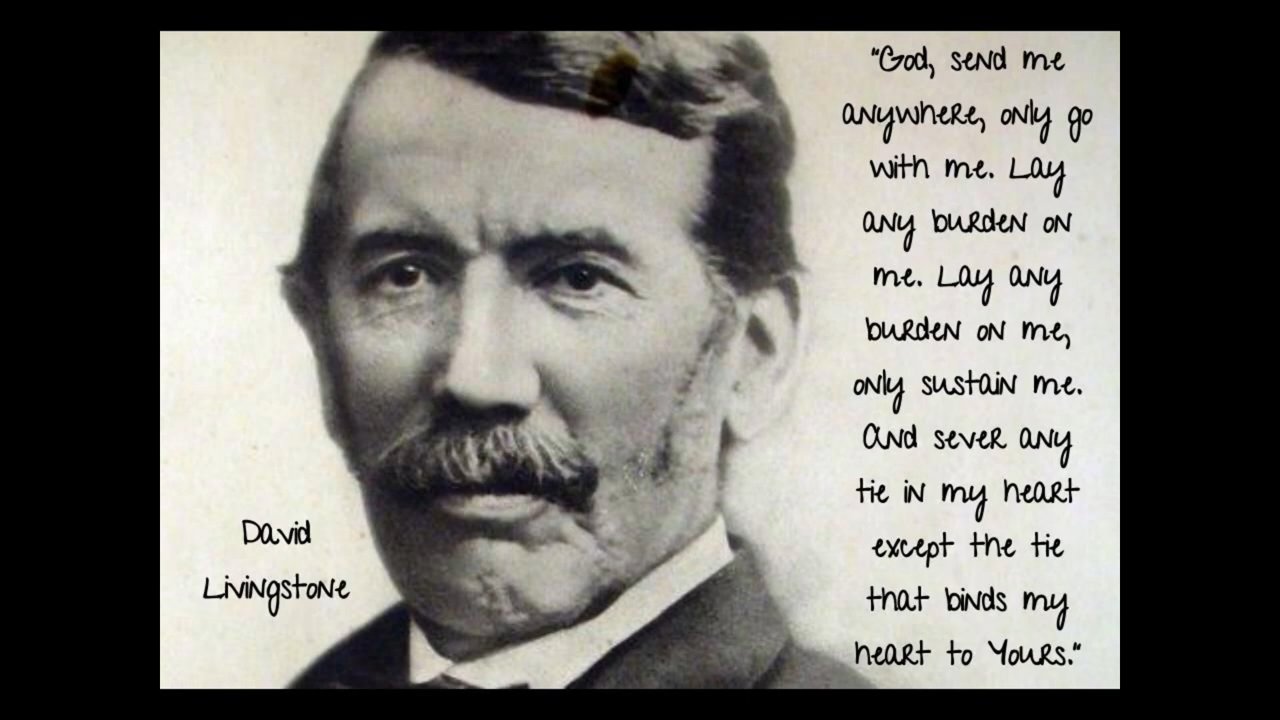 "God, send me
anywhere, only go
with me. Lay
any burden on
me. Lay any
burden on me,
only sustain me.
And sever any
tie in my heart
except the tie
that binds my
heart to Yours."
David
Livingstone